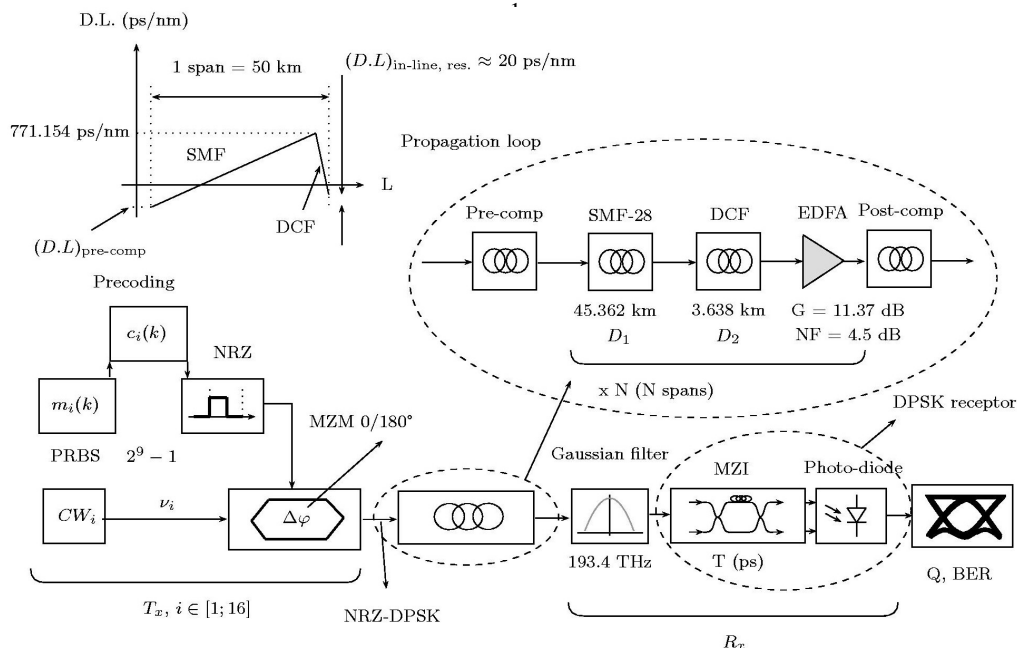 D.L. (ps/nm)
(D.L)in-line, res. ≈ 20 ps/nm
1 span = 50 km
771.154 ps/nm
SMF
L
DCF
(D.L)pre-comp
Propagation loop
Pre-comp
SMF-28
DCF
EDFA
Post-comp
45.362 km
3.638 km
G = 11.37 dB
D₁
D₂
NF = 4.5 dB
x N (N spans)
Precoding
cᵢ(k)
NRZ
mᵢ(k)
MZM 0/180°
PRBS
2⁹ − 1
DPSK receptor
Gaussian filter
MZI
Photo-diode
CWᵢ
νᵢ
Δφ
193.4 THz
T (ps)
Q, BER
Tₓ, i ∈ [1; 16]
NRZ-DPSK
Rₓ